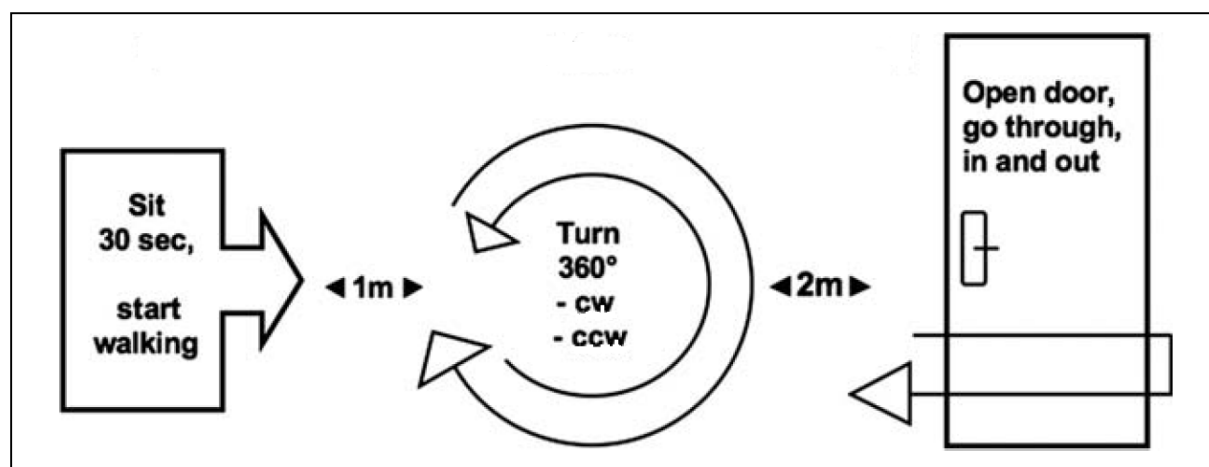 Sit
30 sec,
start
walking
1m
Turn
360°
- cw
- ccw
2m
Open door,
go through,
in and out